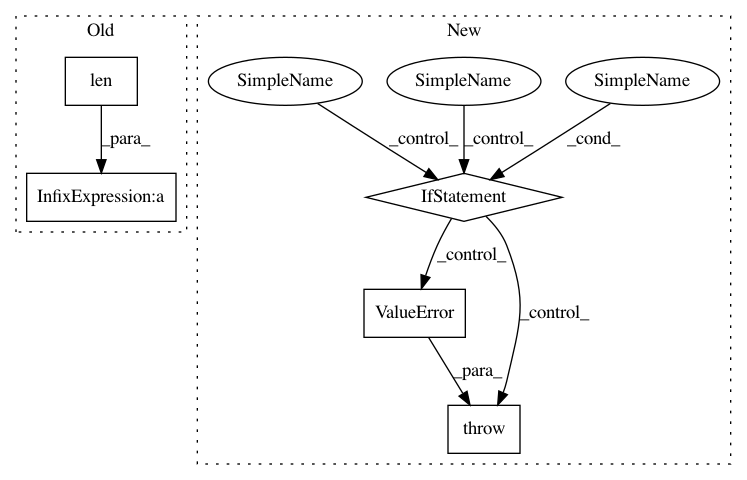 Old
New
len
SimpleName
SimpleName
SimpleName
_para_
_control_
_control_
_cond_
InfixExpression:a
IfStatement
_control_
_control_
ValueError
_para_
throw